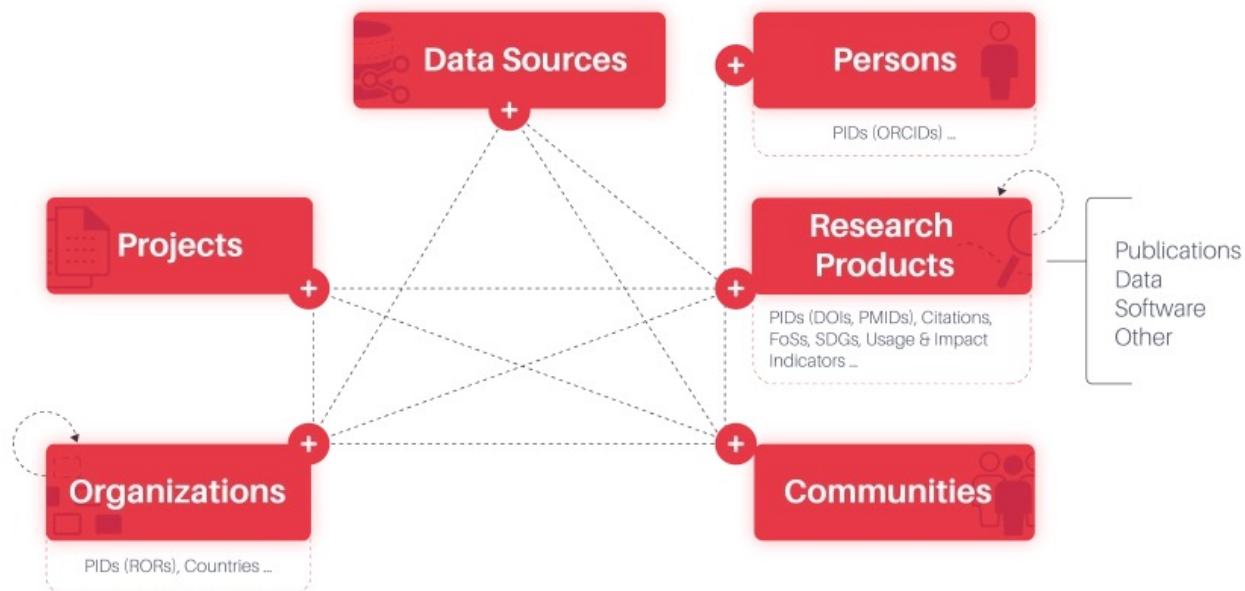 Data Sources
Persons
PIDs (ORCIDs) ...
Projects
Research
Products
PIDs (DOIs, PMIDs), Citations,
FoSs, SDGs, Usage & Impact
Indicators ...
Publications
Data
Software
Other
Organizations
PIDs (RORs), Countries ...
Communities